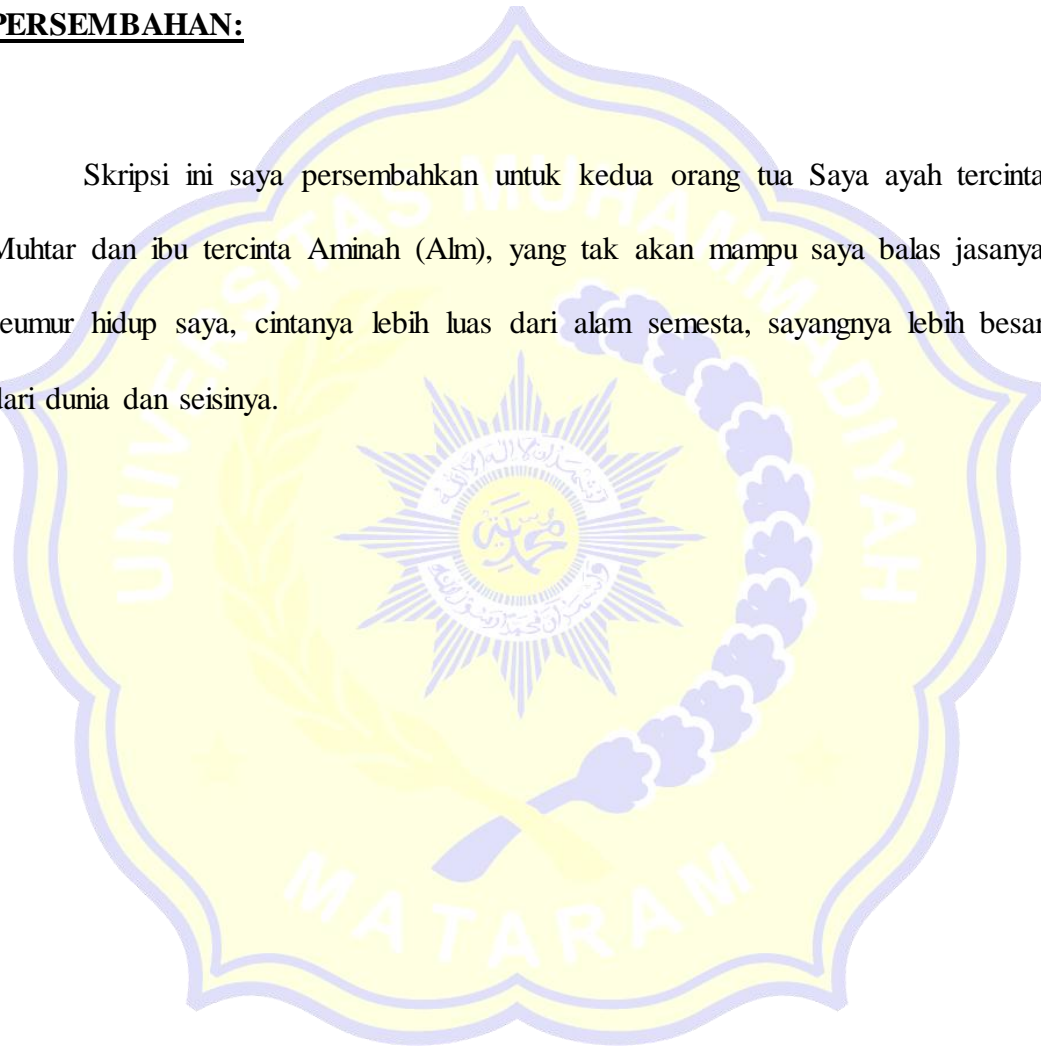 PERSEMBAHAN:
Skripsi ini saya persembahkan untuk kedua orang tua Saya ayah tercinta
Muhtar dan ibu tercinta Aminah (Alm), yang tak akan mampu saya balas jasanya
seumur hidup saya, cintanya lebih luas dari alam semesta, sayangnya lebih besar
dari dunia dan seisinya.
UNIVERSITAS MUHAMMADIYAH
MATARAM